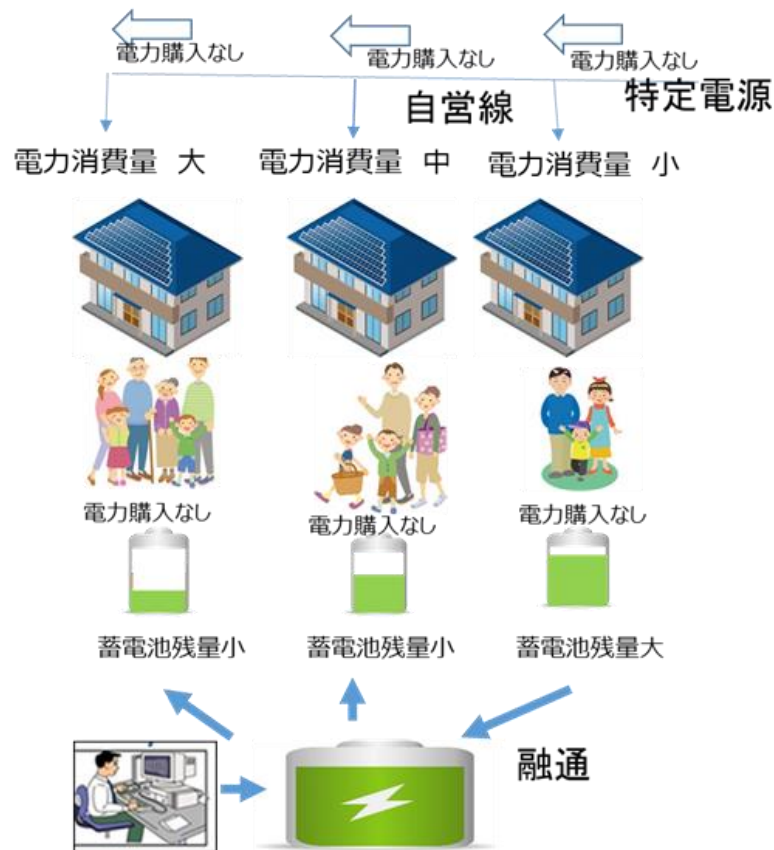 電力購入なし
電力購入なし
電力購入なし
自営線
特定電源
電力消費量 大
電力消費量 中
電力消費量 小
電力購入なし
電力購入なし
電力購入なし
蓄電池残量小
蓄電池残量小
蓄電池残量大
融通